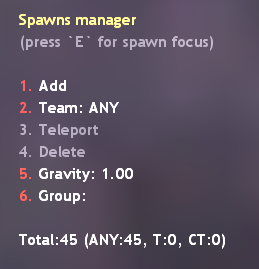 Spawns manager
(press `E` for spawn focus)
1. Add
2. Team: ANY
3. Teleport
4. Delete
5. Gravity: 1.00
6. Group:
Total:45 (ANY:45, T:0, CT:0)